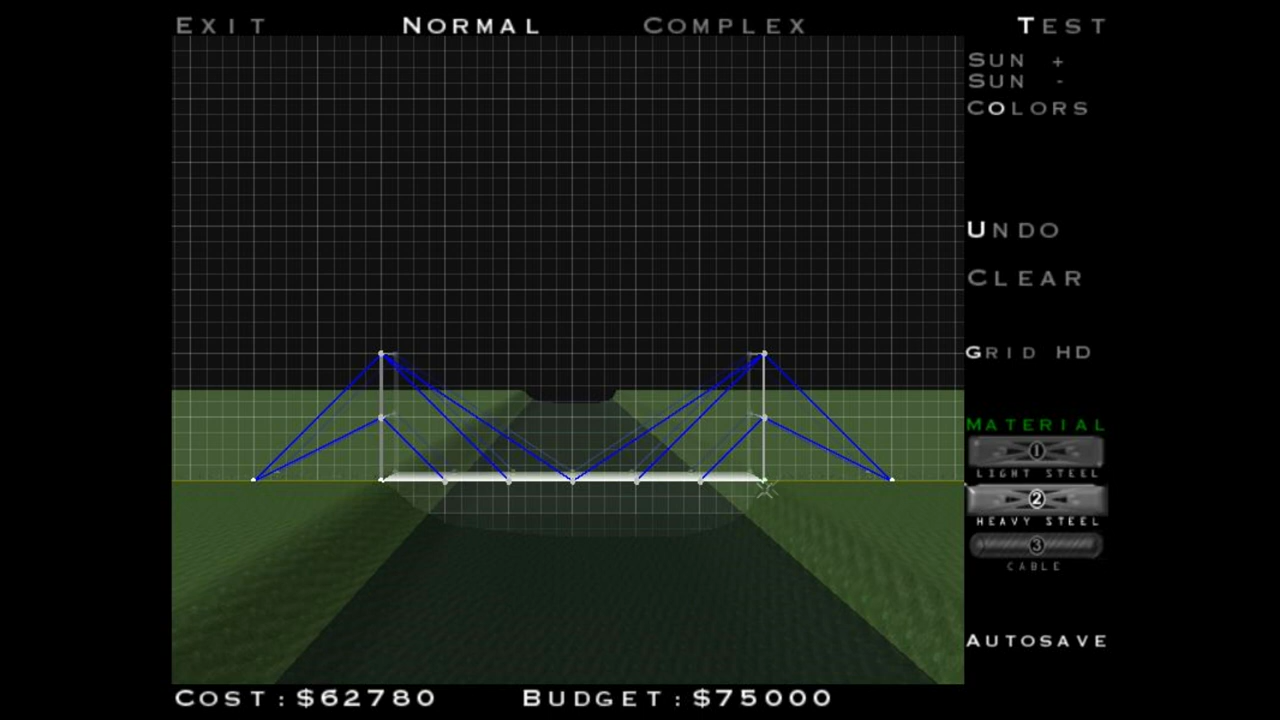 EXIT NORMAL COMPLEX TEST
SUN +
SUN -
COLORS
UNDO
CLEAR
GRID HD
MATERIAL
1
LIGHT STEEL
2
HEAVY STEEL
3
CABLE
AUTOSAVE
COST:$62780 BUDGET:$75000